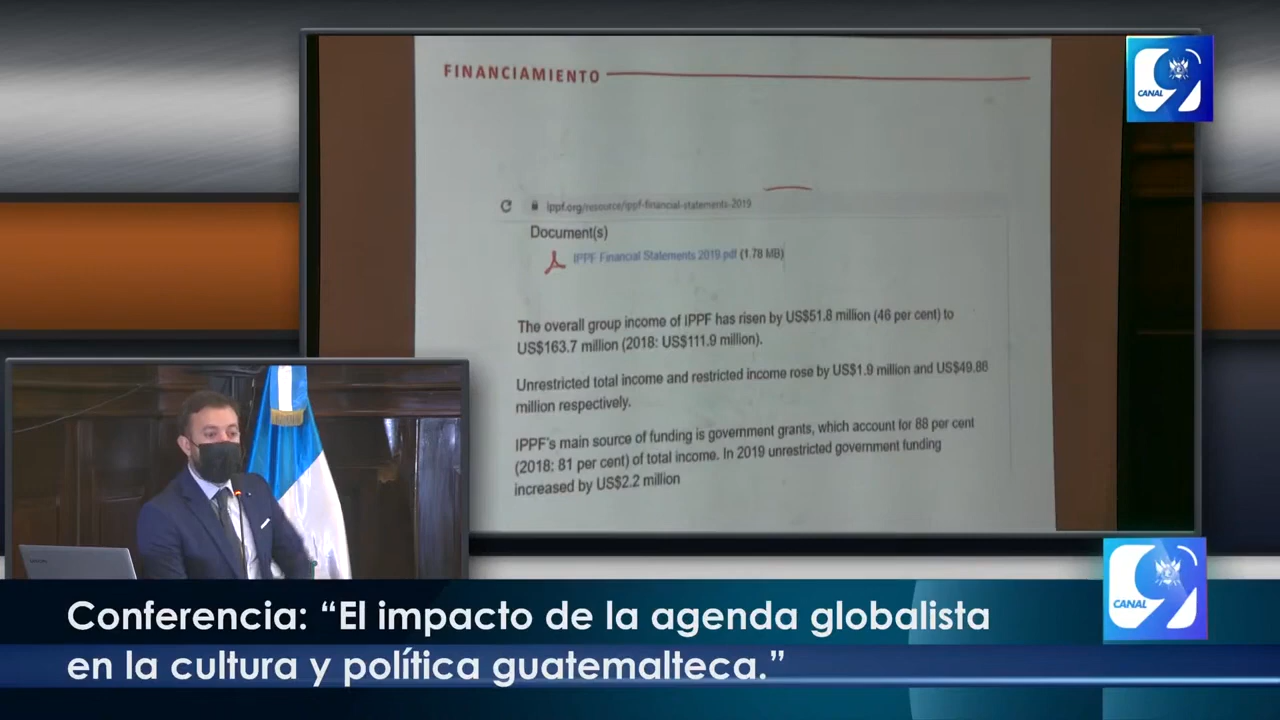 FINANCIAMIENTO
CANAL 9
ippf.org/resource/ippf-financial-statements-2019
Document(s)
IPPF Financial Statements 2019.pdf (1.78 MB)
The overall group income of IPPF has risen by US$51.8 million (46 per cent) to
US$163.7 million (2018: US$111.9 million).
Unrestricted total income and restricted income rose by US$1.9 million and US$49.88
million respectively.
IPPF's main source of funding is government grants, which account for 88 per cent
(2018: 81 per cent) of total income. In 2019 unrestricted government funding
increased by US$2.2 million
CANAL 9
Conferencia: “El impacto de la agenda globalista
en la cultura y política guatemalteca.”